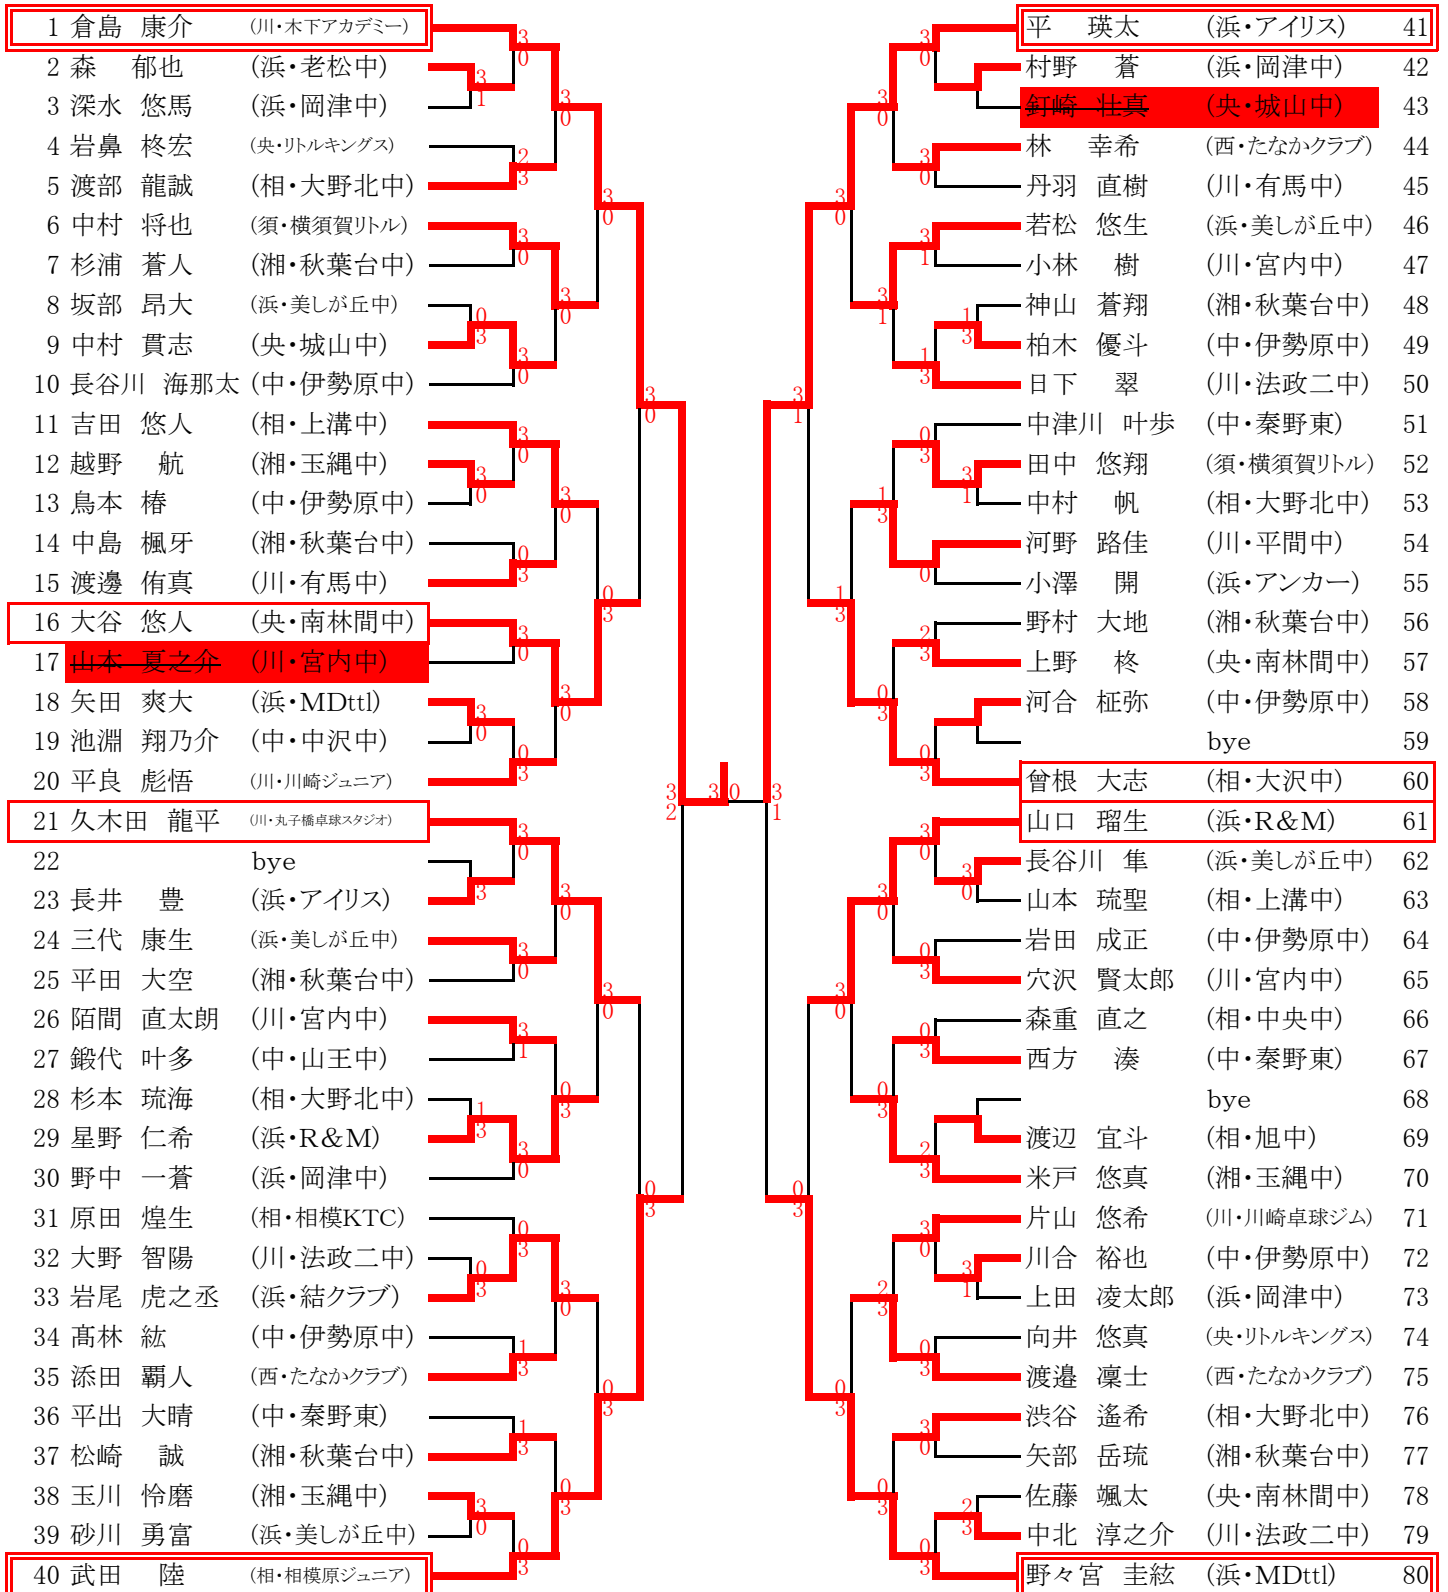 1 倉島 康介 (川・木下アカデミー)
2 森 郁也 (浜・老松中)
3 深水 悠馬 (浜・岡津中)
4 岩鼻 柊宏 (央・リトルキングス)
5 渡部 龍誠 (相・大野北中)
6 中村 将也 (須・横須賀リトル)
7 杉浦 蒼人 (湘・秋葉台中)
8 坂部 昂大 (浜・美しが丘中)
9 中村 貫志 (央・城山中)
10 長谷川 海那太 (中・伊勢原中)
11 吉田 悠人 (相・上溝中)
12 越野 航 (湘・玉縄中)
13 鳥本 椿 (中・伊勢原中)
14 中島 楓牙 (湘・秋葉台中)
15 渡邊 侑真 (川・有馬中)
16 大谷 悠人 (央・南林間中)
17 山本 夏之介 (川・宮内中)
18 矢田 爽大 (浜・MDttl)
19 池淵 翔乃介 (中・中沢中)
20 平良 彪悟 (川・川崎ジュニア)
21 久木田 龍平 (川・丸子橋卓球スタジオ)
22 bye
23 長井 豊 (浜・アイリス)
24 三代 康生 (浜・美しが丘中)
25 平田 大空 (湘・秋葉台中)
26 陌間 直太朗 (川・宮内中)
27 鍛代 叶多 (中・山王中)
28 杉本 琉海 (相・大野北中)
29 星野 仁希 (浜・R&M)
30 野中 一蒼 (浜・岡津中)
31 原田 煌生 (相・相模KTC)
32 大野 智陽 (川・法政二中)
33 岩尾 虎之丞 (浜・結クラブ)
34 髙林 紘 (中・伊勢原中)
35 添田 覇人 (西・たなかクラブ)
36 平出 大晴 (中・秦野東)
37 松崎 誠 (湘・秋葉台中)
38 玉川 怜磨 (湘・玉縄中)
39 砂川 勇富 (浜・美しが丘中)
40 武田 陸 (相・相模原ジュニア)
3 2 3 0 3 1
平 瑛太 (浜・アイリス) 41
村野 蒼 (浜・岡津中) 42
釘崎 壮真 (央・城山中) 43
林 幸希 (西・たなかクラブ) 44
丹羽 直樹 (川・有馬中) 45
若松 悠生 (浜・美しが丘中) 46
小林 樹 (川・宮内中) 47
神山 蒼翔 (湘・秋葉台中) 48
柏木 優斗 (中・伊勢原中) 49
日下 翠 (川・法政二中) 50
中津川 叶歩 (中・秦野東) 51
田中 悠翔 (須・横須賀リトル) 52
中村 帆 (相・大野北中) 53
河野 路佳 (川・平間中) 54
小澤 開 (浜・アンカー) 55
野村 大地 (湘・秋葉台中) 56
上野 柊 (央・南林間中) 57
河合 柾弥 (中・伊勢原中) 58
bye 59
曾根 大志 (相・大沢中) 60
山口 瑠生 (浜・R&M) 61
長谷川 隼 (浜・美しが丘中) 62
山本 琉聖 (相・上溝中) 63
岩田 成正 (中・伊勢原中) 64
穴沢 賢太郎 (川・宮内中) 65
森重 直之 (相・中央中) 66
西方 湊 (中・秦野東) 67
bye 68
渡辺 宜斗 (相・旭中) 69
米戸 悠真 (湘・玉縄中) 70
片山 悠希 (川・川崎卓球ジム) 71
川合 裕也 (中・伊勢原中) 72
上田 凌太郎 (浜・岡津中) 73
向井 悠真 (央・リトルキングス) 74
渡邉 凜士 (西・たなかクラブ) 75
渋谷 遙希 (相・大野北中) 76
矢部 岳琉 (湘・秋葉台中) 77
佐藤 颯太 (央・南林間中) 78
中北 淳之介 (川・法政二中) 79
野々宮 圭絃 (浜・MDttl) 80